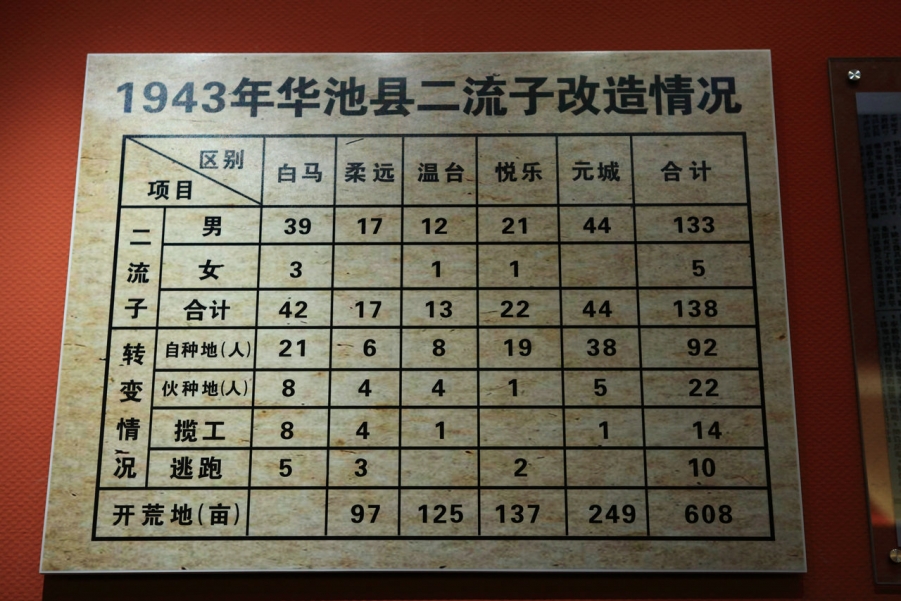 1943年华池县二流子改造情况
区别 白马 柔远 温台 悦乐 元城 合计
项目
二流子 男 39 17 12 21 44 133
女 3 1 1 5
合计 42 17 13 22 44 138
转变情况 自种地(人) 21 6 8 19 38 92
伙种地(人) 8 4 4 1 5 22
揽工 8 4 1 1 14
逃跑 5 3 2 10
开荒地(亩) 97 125 137 249 608